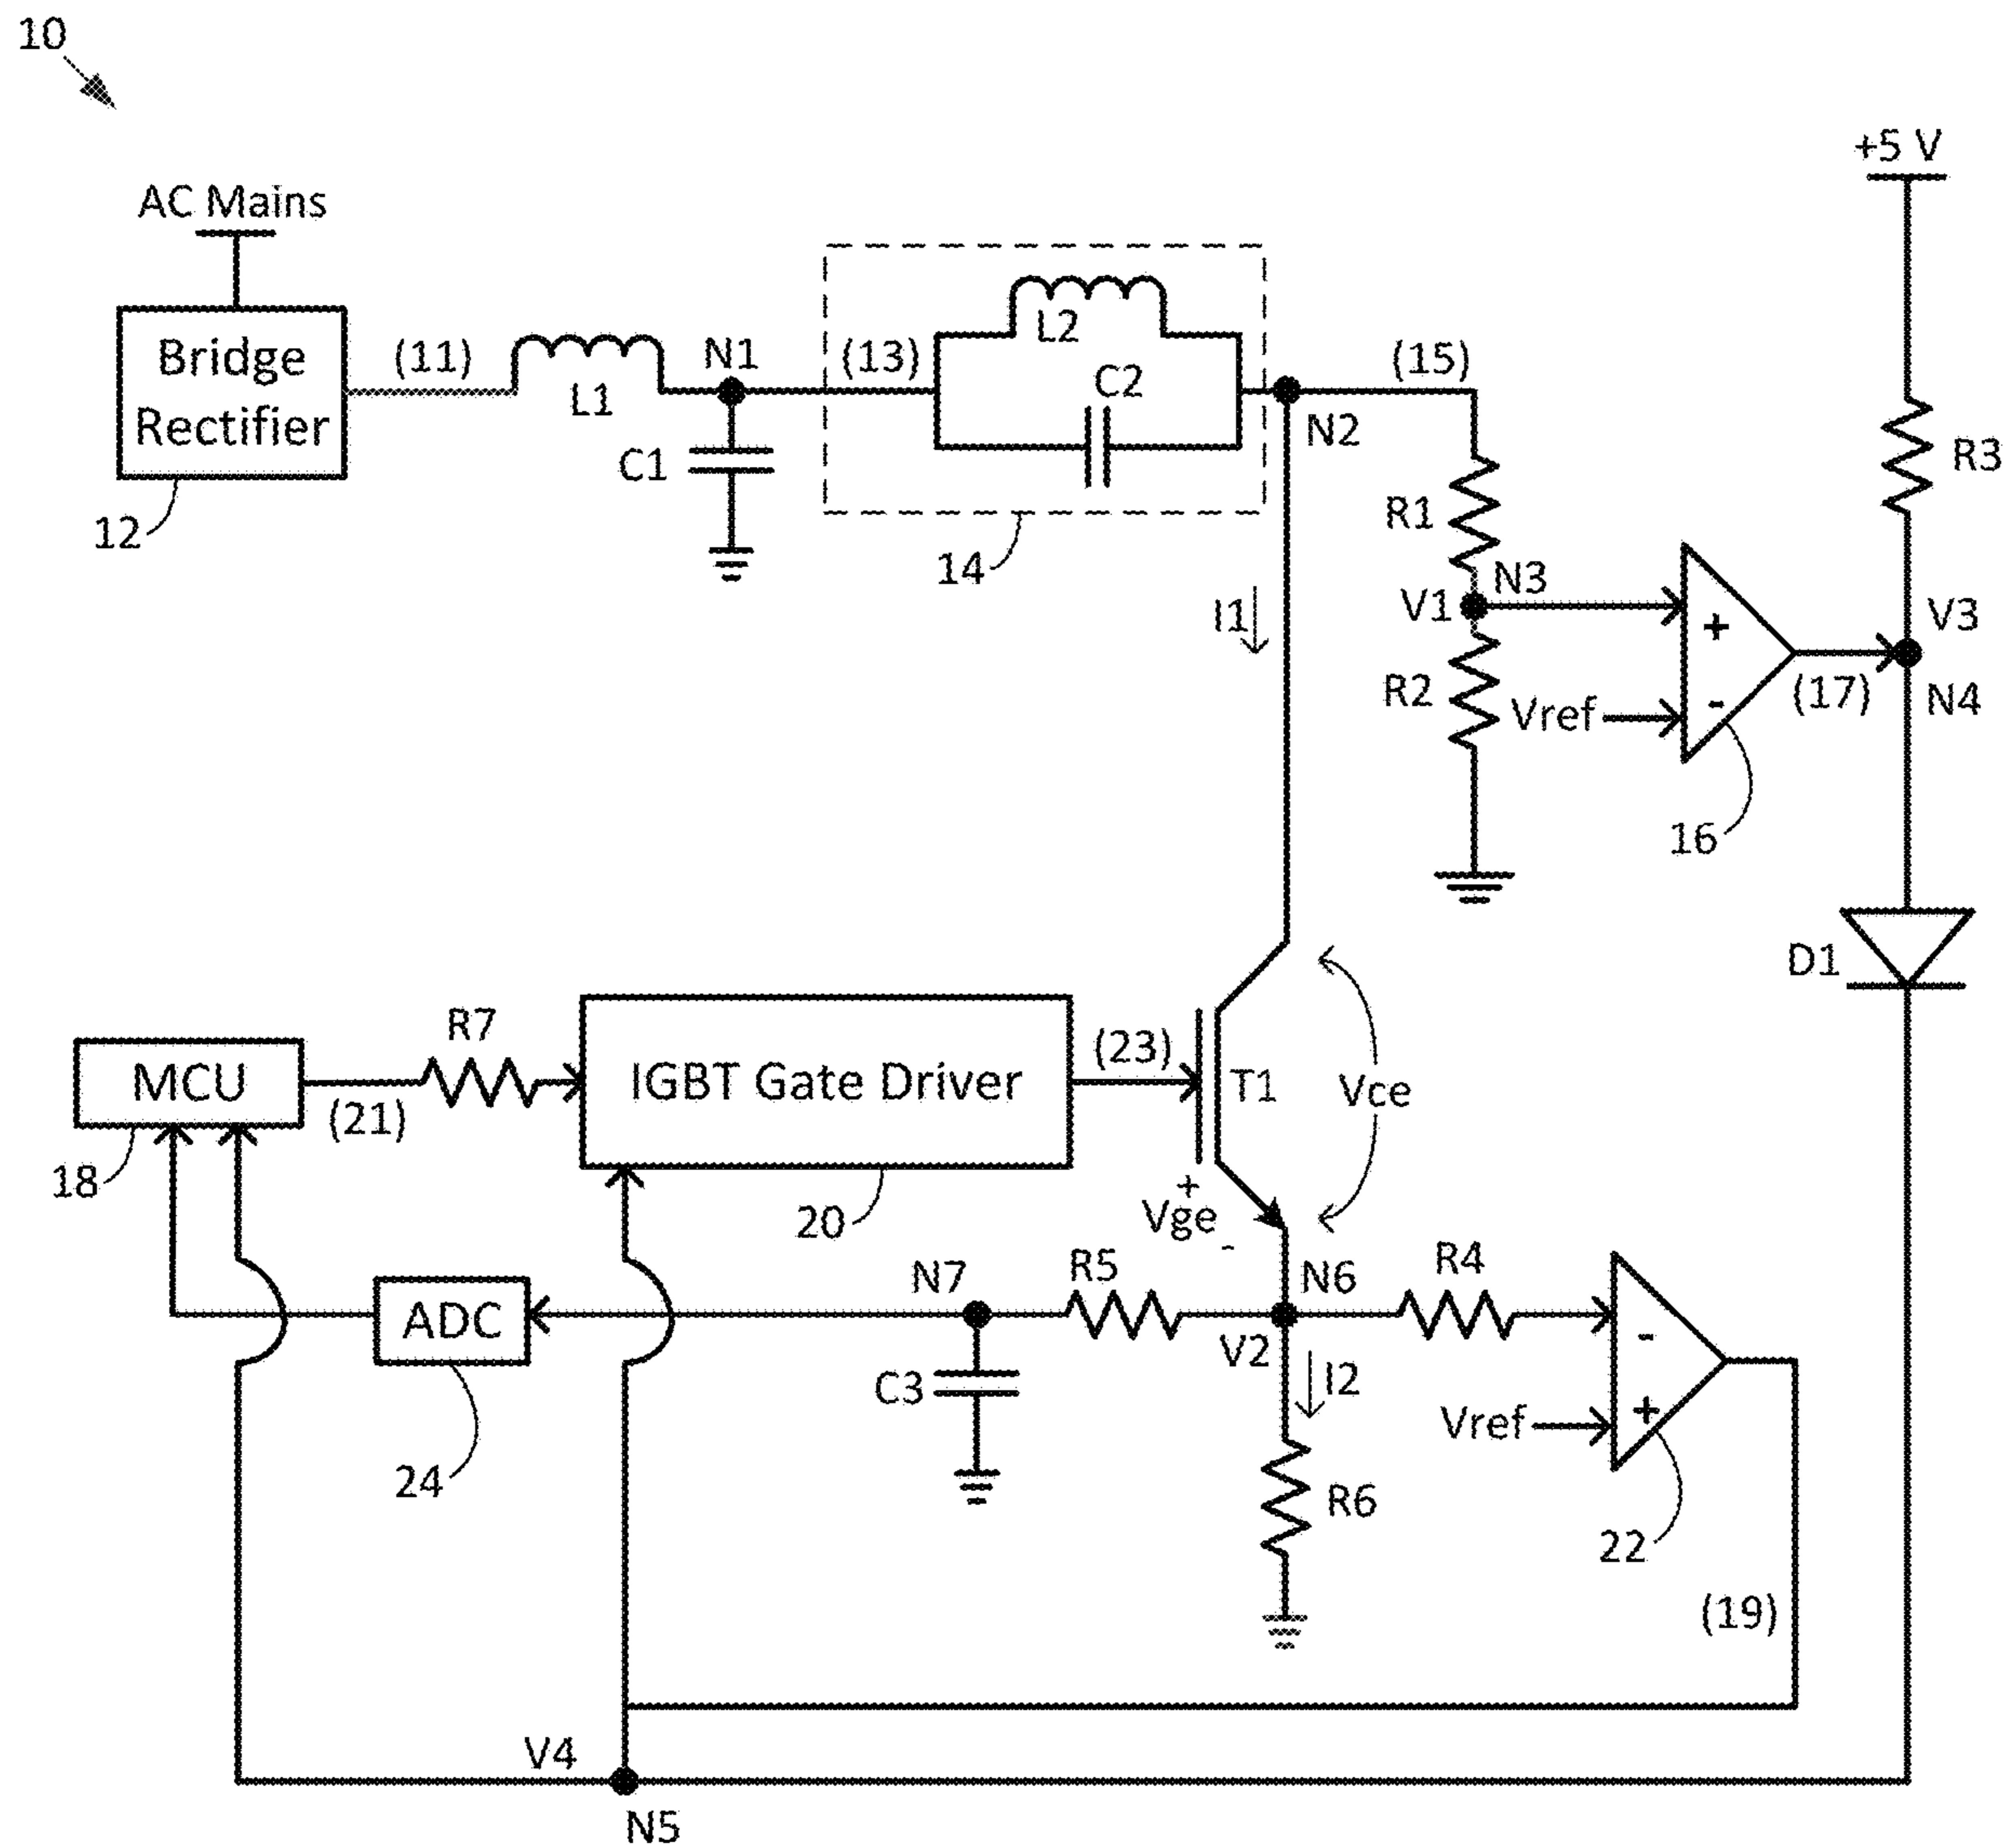 10
+5 V
AC Mains
Bridge
Rectifier
(11)
L1
N1
(13)
L2
C2
N2
(15)
C1
R3
12
14
R1
N3
V1
I1
+
V3
R2
Vref
-
(17)
N4
16
D1
MCU
R7
(21)
IGBT Gate Driver
(23)
T1
Vce
18
20
+
Vge
-
N7
R5
N6
R4
ADC
V2
-
C3
I2
Vref
+
24
R6
22
(19)
V4
N5